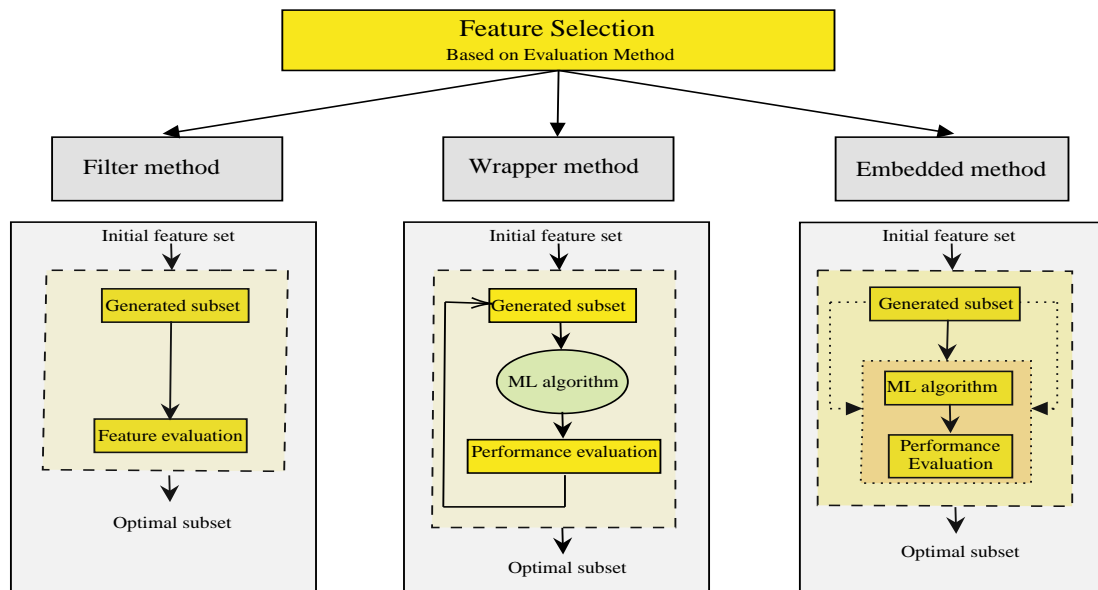 Feature Selection
Based on Evaluation Method
Filter method
Wrapper method
Embedded method
Initial feature set
Generated subset
Feature evaluation
Optimal subset
Initial feature set
Generated subset
ML algorithm
Performance evaluation
Optimal subset
Initial feature set
Generated subset
ML algorithm
Performance
Evaluation
Optimal subset